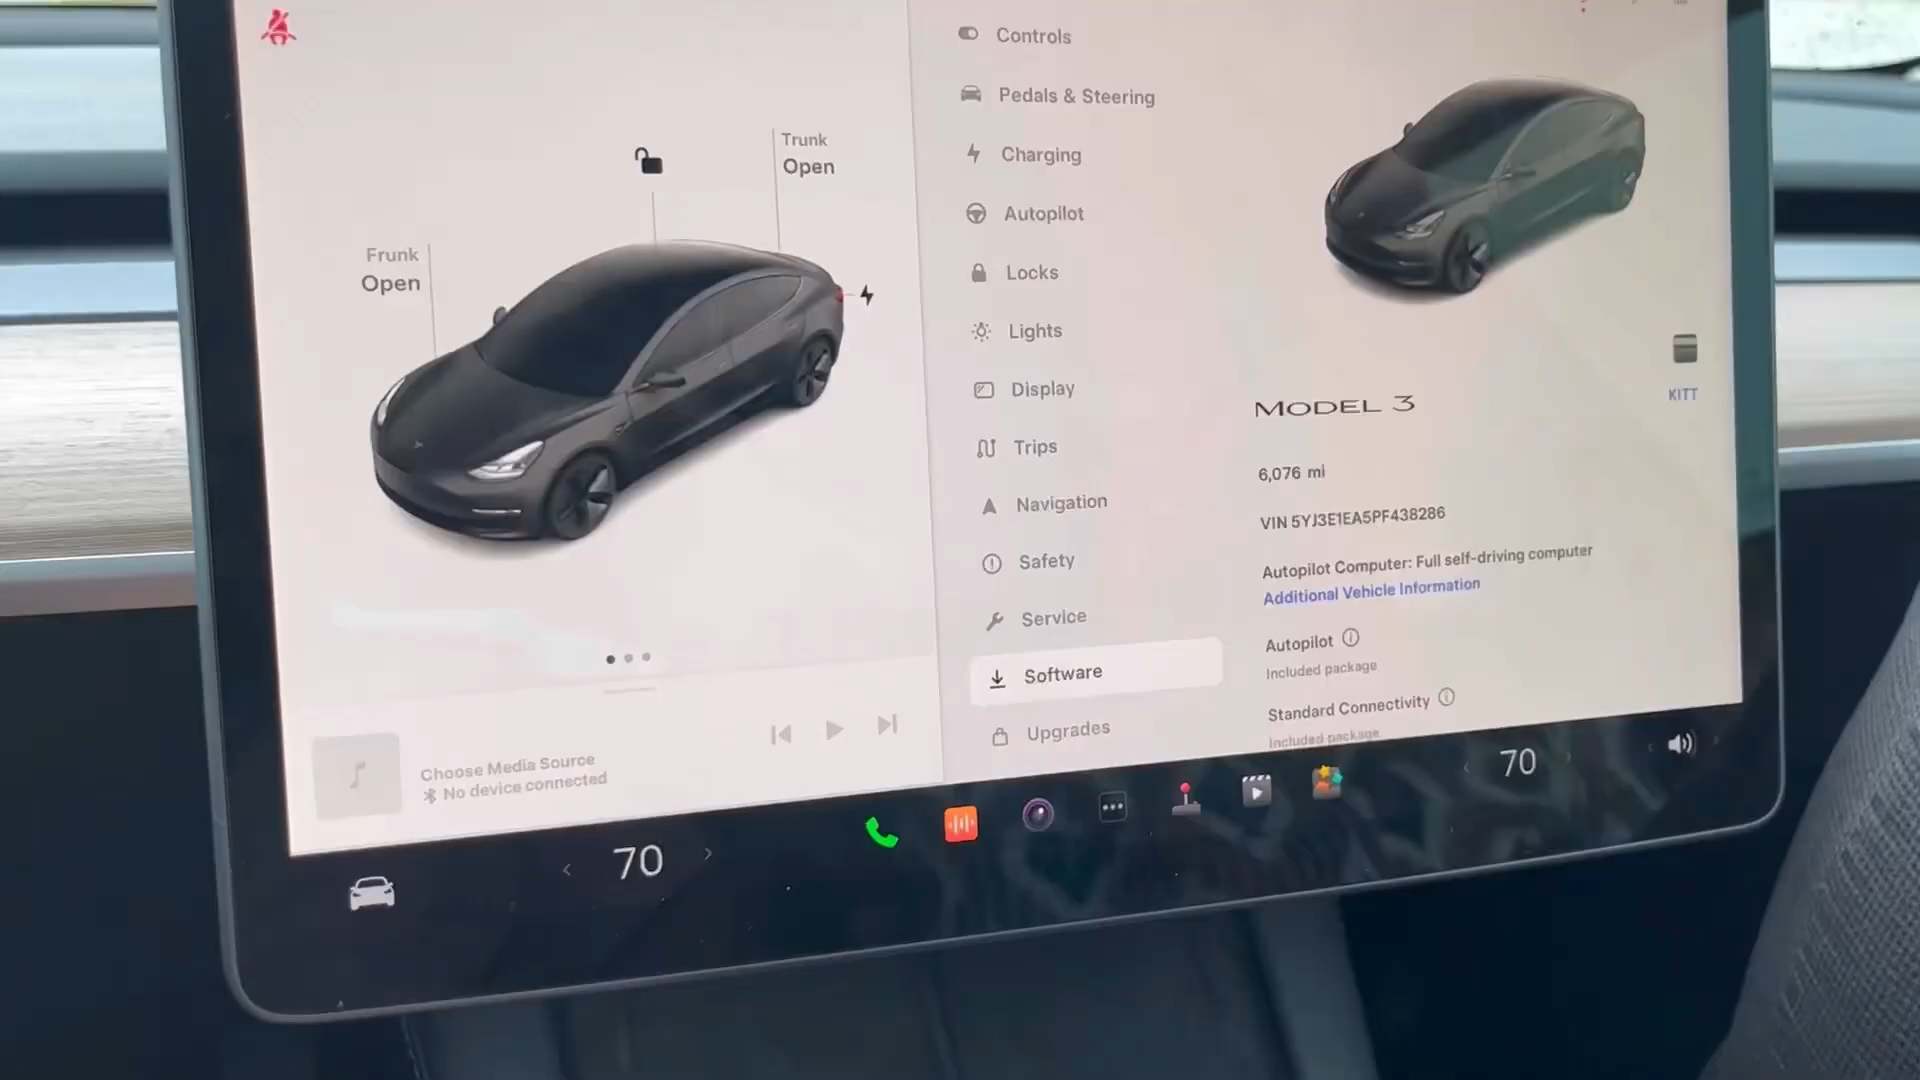 Trunk
Open
Frunk
Open
Choose Media Source
No device connected
Controls
Pedals & Steering
Charging
Autopilot
Locks
Lights
Display
Trips
Navigation
Safety
Service
Software
Upgrades
KITT
MODEL 3
6,076 mi
VIN 5YJ3E1EA5PF438286
Autopilot Computer: Full self-driving computer
Additional Vehicle Information
Autopilot
Included package
Standard Connectivity
Included package
70
70